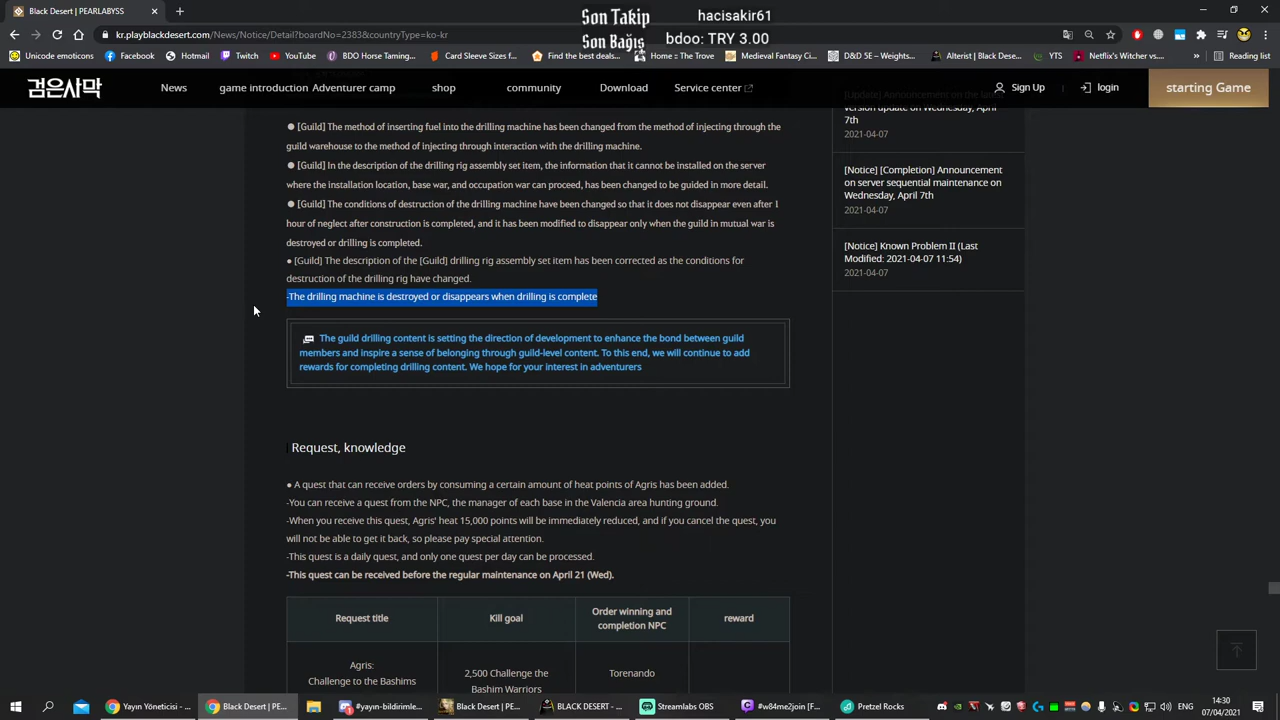 Son Takip hacisakir61
Son Bağış bdoo: TRY 3.00
Black Desert | PEARLABYSS
kr.playblackdesert.com/News/Notice/Detail?boardNo=2383&countryType=ko-kr
Unicode emoticons Facebook BDO Horse Taming... Card Sleeve Sizes f... Find the best deals... Home :: The Trove Medieval Fantasy Ci... D&D 5E - Weights... Alterist | Black Desert... YTS Netflix's Witcher vs... Reading list
검은사막 News game introduction Adventurer camp shop community Download Service center Sign Up login starting Game
● [Guild] The method of inserting fuel into the drilling machine has been changed from the method of injecting through the
guild warehouse to the method of injecting through interaction with the drilling machine.
● [Guild] In the description of the drilling rig assembly set item, the information that it cannot be installed on the server
where the installation location, base war, and occupation war can proceed, has been changed to be guided in more detail.
● [Guild] The conditions of destruction of the drilling machine have been changed so that it does not disappear even after 1
hour of neglect after construction is completed, and it has been modified to disappear only when the guild in mutual war is
destroyed or drilling is completed.
● [Guild] The description of the [Guild] drilling rig assembly set item has been corrected as the conditions for
destruction of the drilling rig have changed.
-The drilling machine is destroyed or disappears when drilling is complete
The guild drilling content is setting the direction of development to enhance the bond between guild
members and inspire a sense of belonging through guild-level content. To this end, we will continue to add
rewards for completing drilling content. We hope for your interest in adventurers
Request, knowledge
● A quest that can receive orders by consuming a certain amount of heat points of Agris has been added.
-You can receive a quest from the NPC, the manager of each base in the Valencia area hunting ground.
-When you receive this quest, Agris' heat 15,000 points will be immediately reduced, and if you cancel the quest, you
will not be able to get it back, so please pay special attention.
-This quest is a daily quest, and only one quest per day can be processed.
-This quest can be received before the regular maintenance on April 21 (Wed).
Request title Kill goal Order winning and
completion NPC reward
Agris:
Challenge to the Bashims 2,500 Challenge the
Bashim Warriors Torenando
[Update] Announcement on the latest
version update on Wednesday, April
7th
2021-04-07
[Notice] [Completion] Announcement
on server sequential maintenance on
Wednesday, April 7th
2021-04-07
[Notice] Known Problem II (Last
Modified: 2021-04-07 11:54)
2021-04-07
Yayın Yöneticisi - ... Black Desert | PE... #yayın-bildirimle... Black Desert | PE... BLACK DESERT - ... Streamlabs OBS #w84me2join [F... Pretzel Rocks
14:30
07/04/2021